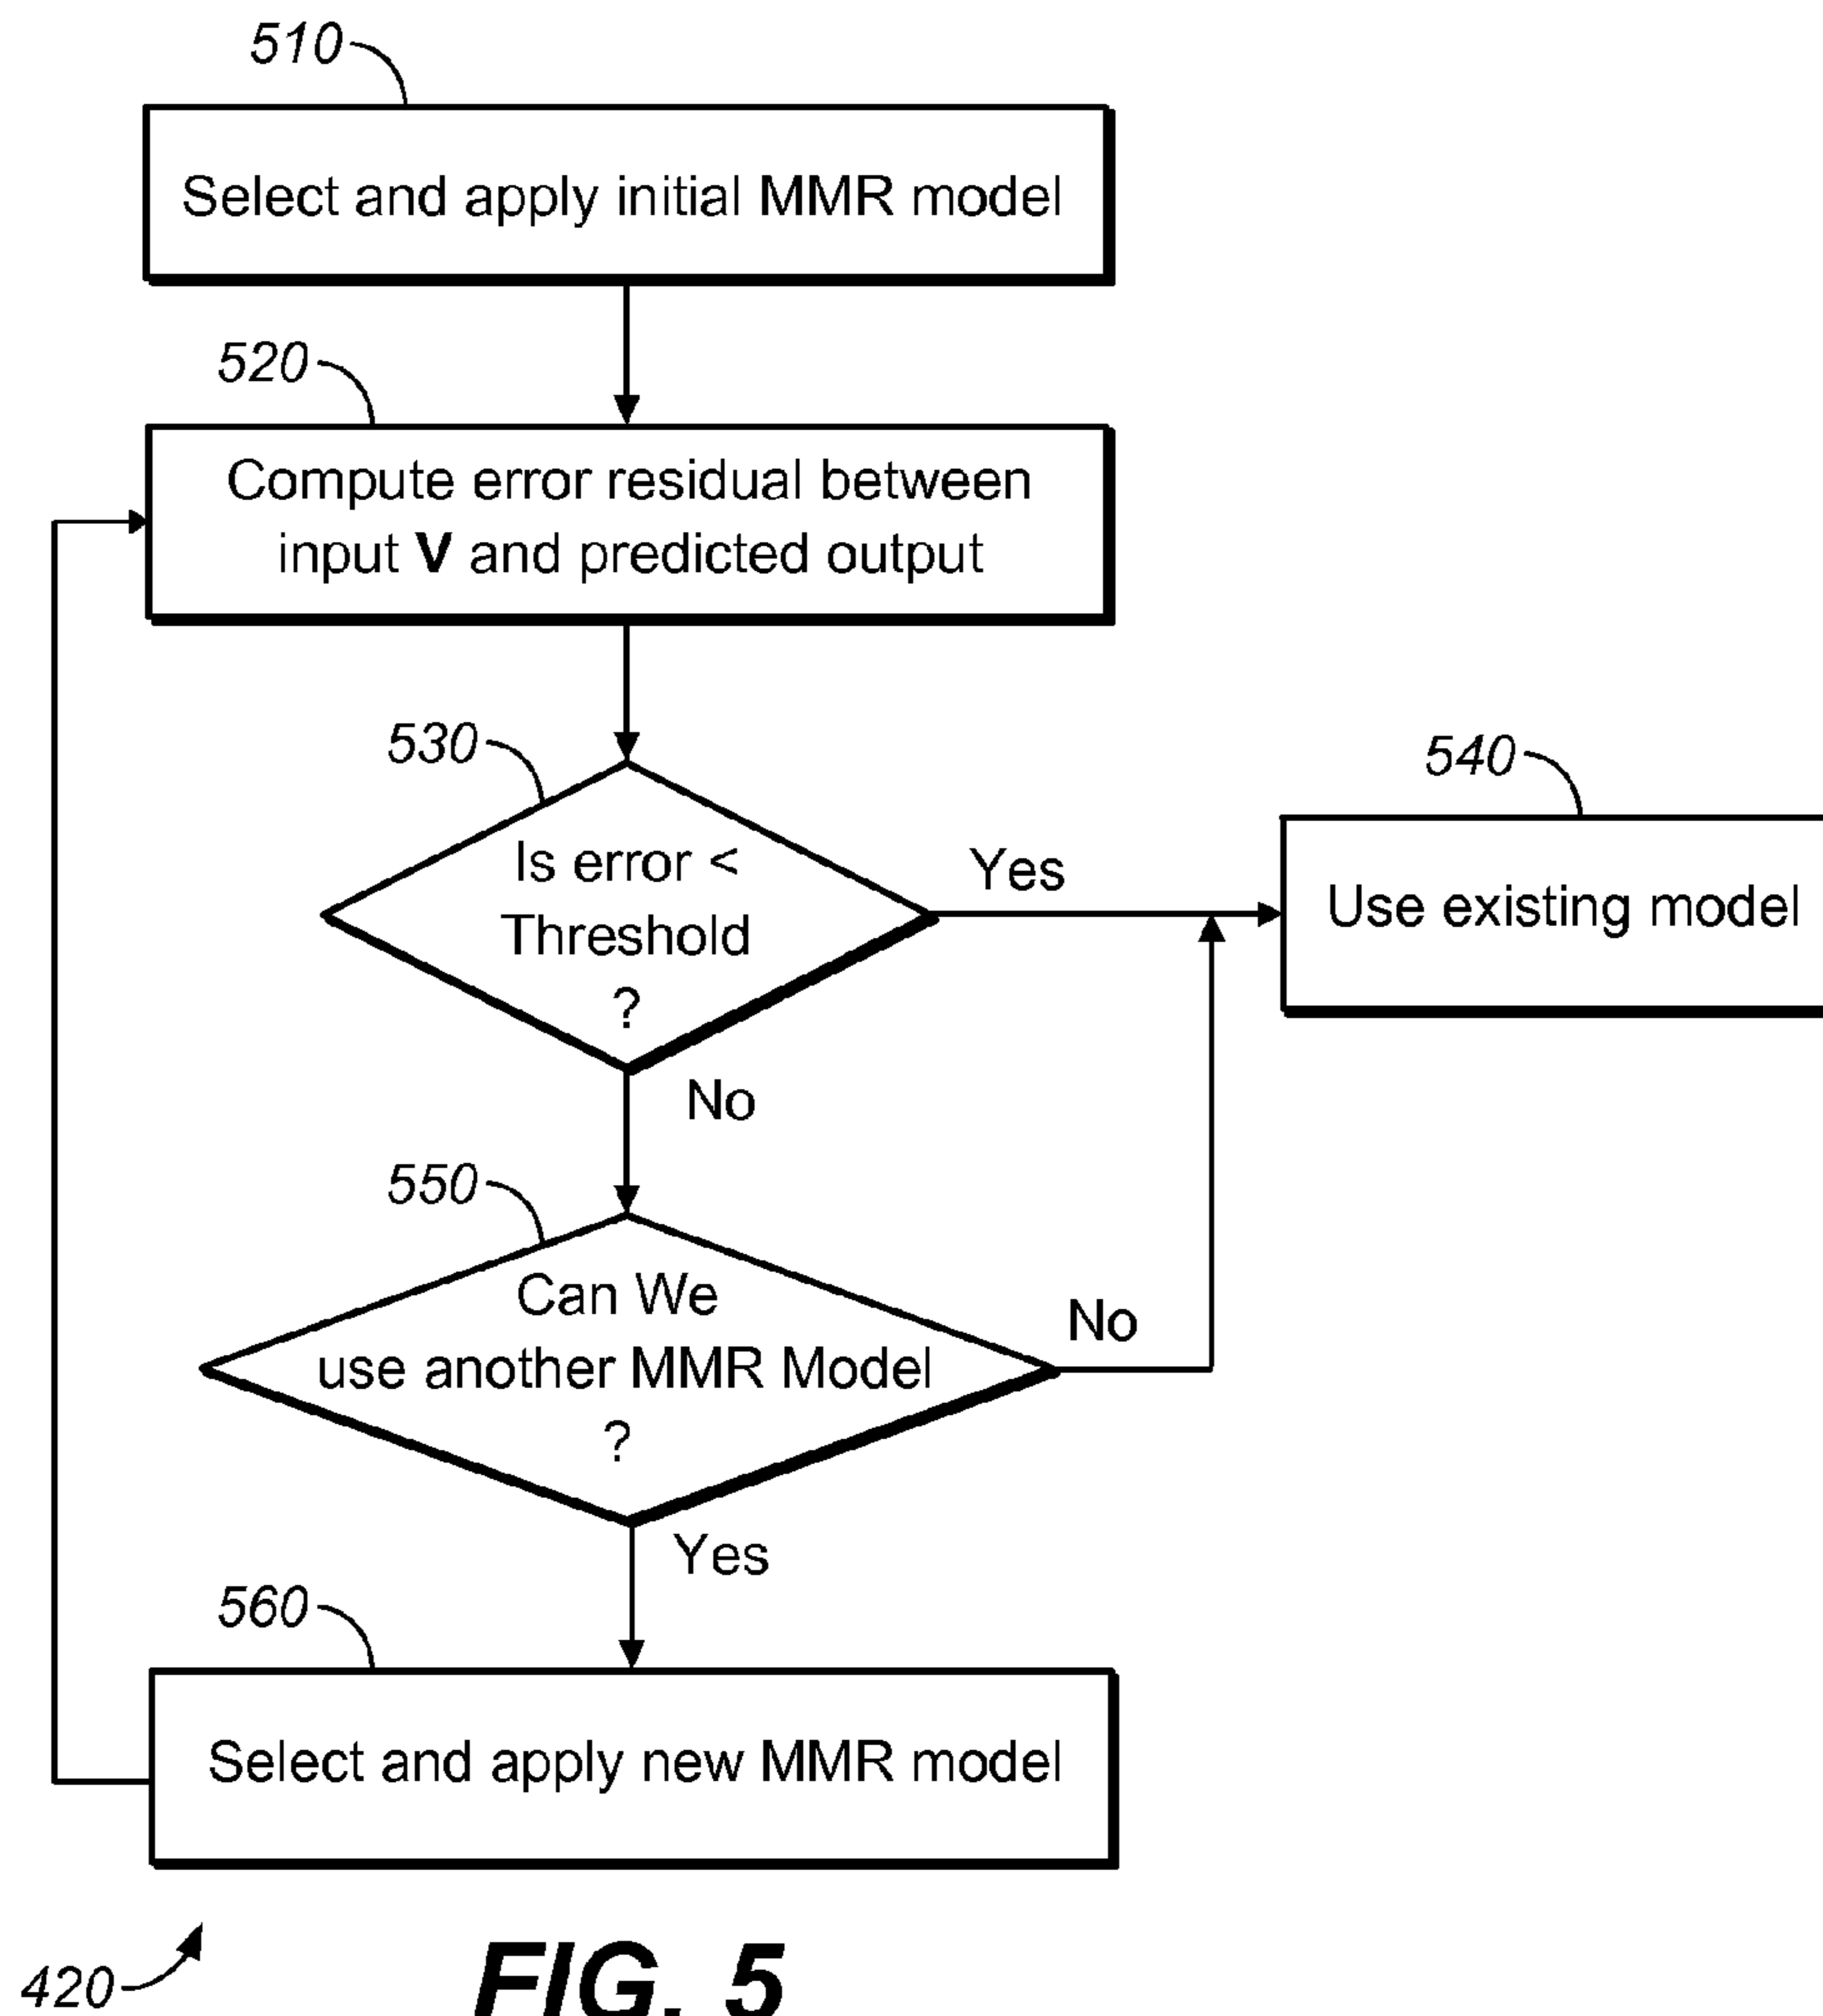 510
Select and apply initial MMR model
520
Compute error residual between
input V and predicted output
530
Is error <
Threshold
?
Yes
540
Use existing model
No
550
Can We
use another MMR Model
?
No
Yes
560
Select and apply new MMR model
420
FIG. 5